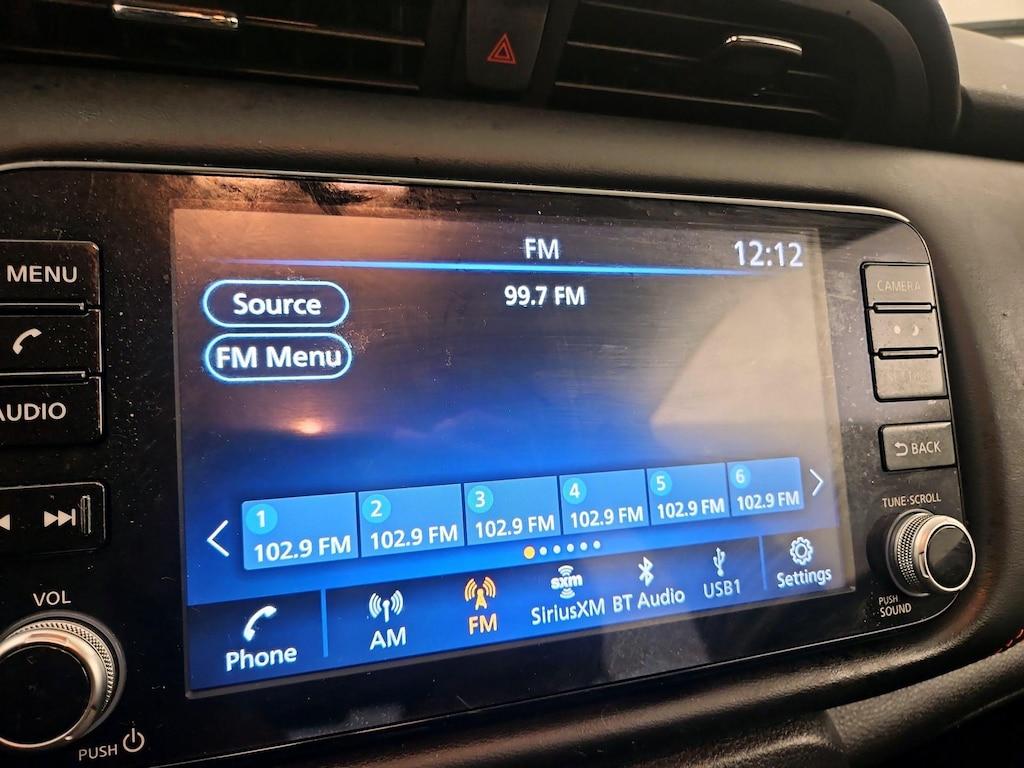 FM
12:12
MENU
Source
99.7 FM
CAMERA
FM Menu
AUDIO
BACK
1 102.9 FM
2 102.9 FM
3 102.9 FM
4 102.9 FM
5 102.9 FM
6 102.9 FM
TUNE·SCROLL
VOL
Phone
AM
FM
sxm
SiriusXM
BT Audio
USB1
Settings
PUSH
SOUND
PUSH